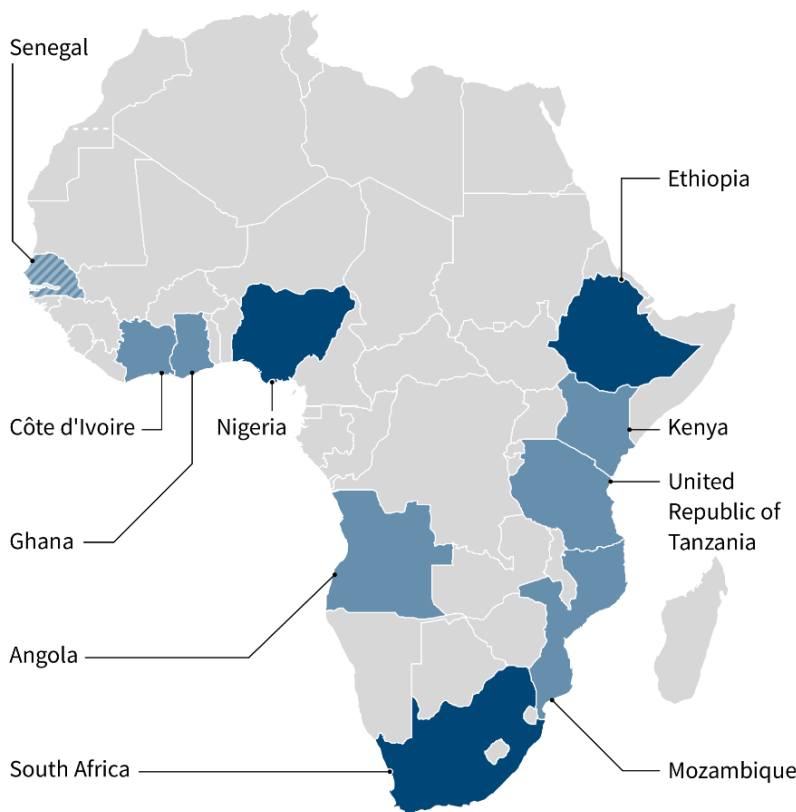 Senegal
Ethiopia
Côte d'Ivoire
Nigeria
Kenya
United
Republic of
Tanzania
Ghana
Angola
South Africa
Mozambique